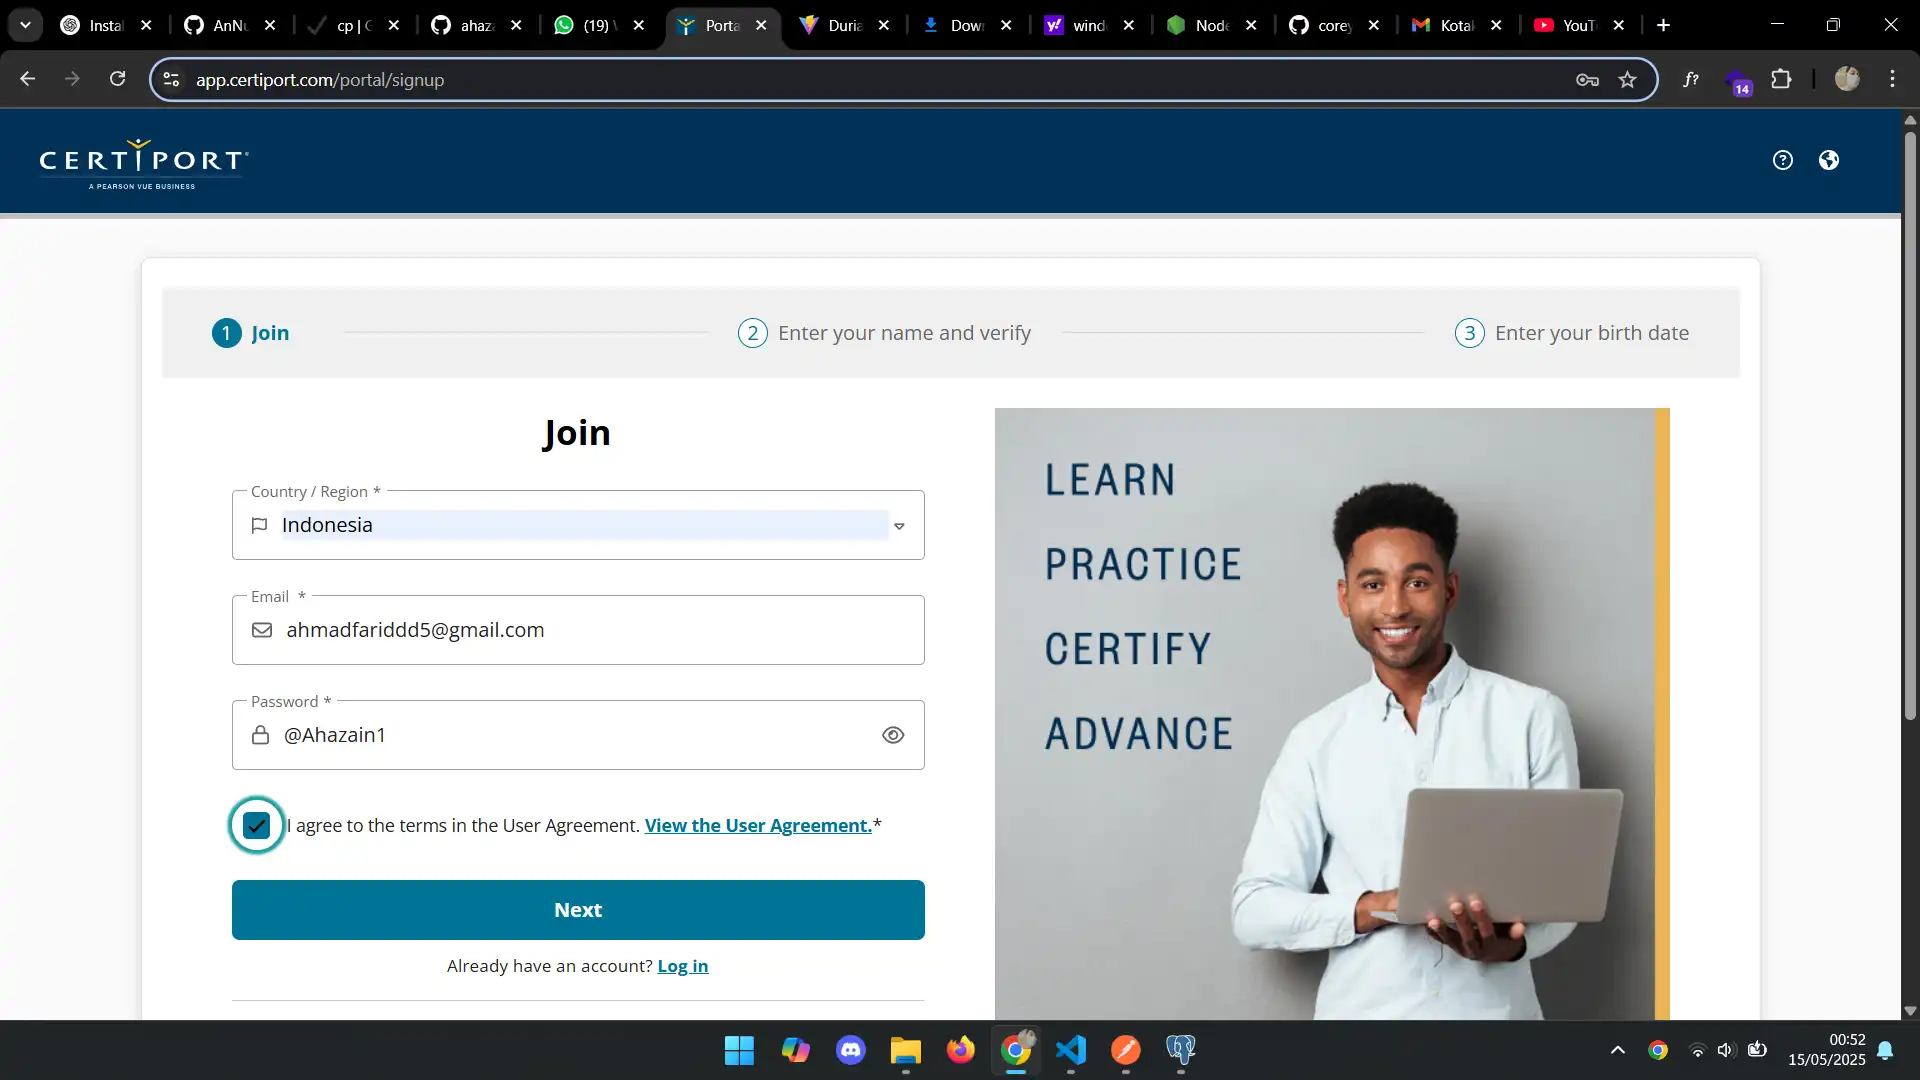 Instal
AnNu
cp | G
ahaz
(19)
Porta
Duria
Dow
wind
Node
corey
Kotak
YouT
app.certiport.com/portal/signup
14
CERTIPORT
A PEARSON VUE BUSINESS
1 Join
2 Enter your name and verify
3 Enter your birth date
Join
Country / Region *
Indonesia
Email *
ahmadfariddd5@gmail.com
Password *
@Ahazain1
I agree to the terms in the User Agreement. View the User Agreement.*
Next
Already have an account? Log in
LEARN
PRACTICE
CERTIFY
ADVANCE
00:52
15/05/2025